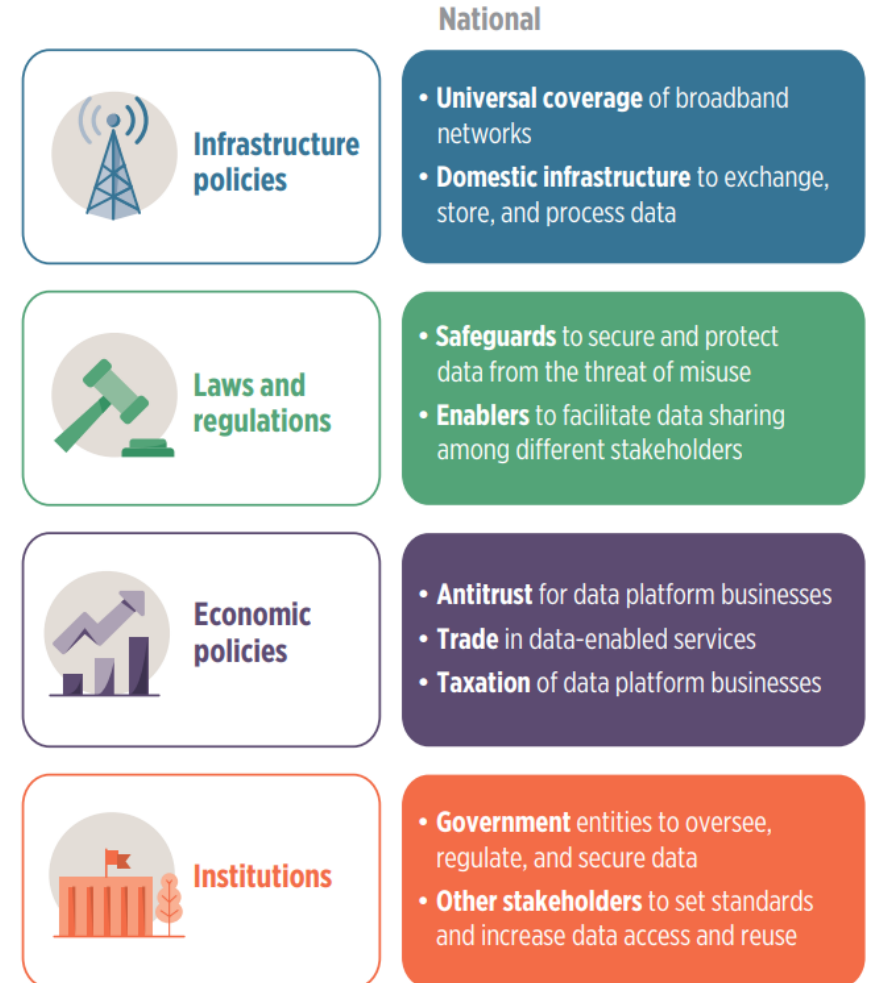 National
Infrastructure
policies
• Universal coverage of broadband
networks
• Domestic infrastructure to exchange,
store, and process data
Laws and
regulations
• Safeguards to secure and protect
data from the threat of misuse
• Enablers to facilitate data sharing
among different stakeholders
Economic
policies
• Antitrust for data platform businesses
• Trade in data-enabled services
• Taxation of data platform businesses
Institutions
• Government entities to oversee,
regulate, and secure data
• Other stakeholders to set standards
and increase data access and reuse